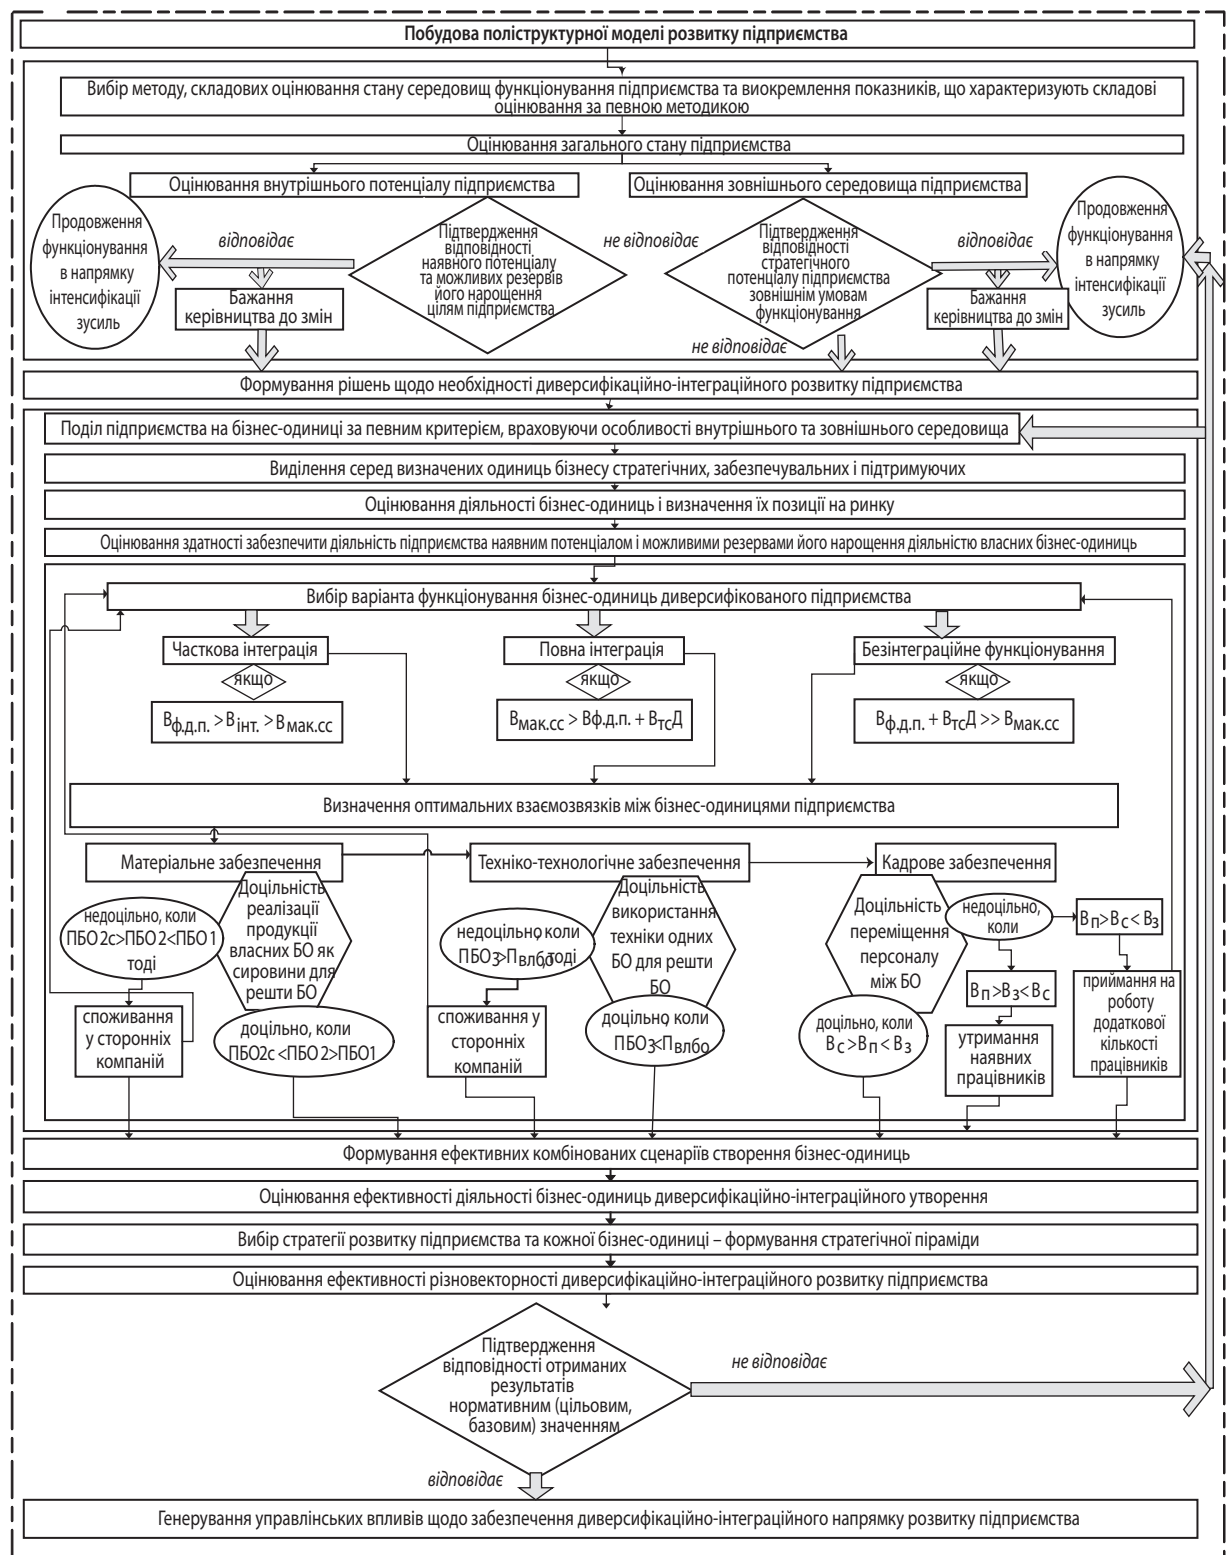 Побудова поліструктурної моделі розвитку підприємства
Вибір методу, складових оцінювання стану середовищ функціонування підприємства та виокремлення показників, що характеризують складові
оцінювання за певною методикою
Оцінювання загального стану підприємства
Оцінювання внутрішнього потенціалу підприємства
Оцінювання зовнішнього середовища підприємства
Продовження
функціонування
в напрямку
інтенсифікації
зусиль
відповідає
Бажання
керівництва до змін
Підтвердження
відповідності
наявного потенціалу
та можливих резервів
його нарощення
цілям підприємства
не відповідає
Підтвердження
відповідності
стратегічного
потенціалу підприємства
зовнішнім умовам
функціонування
не відповідає
відповідає
Бажання
керівництва до змін
Продовження
функціонування
в напрямку
інтенсифікації
зусиль
Формування рішень щодо необхідності диверсифікаційно-інтеграційного розвитку підприємства
Поділ підприємства на бізнес-одиниці за певним критерієм, враховуючи особливості внутрішнього та зовнішнього середовища
Виділення серед визначених одиниць бізнесу стратегічних, забезпечувальних і підтримуючих
Оцінювання діяльності бізнес-одиниць і визначення їх позиції на ринку
Оцінювання здатності забезпечити діяльність підприємства наявним потенціалом і можливими резервами його нарощення діяльністю власних бізнес-одиниць
Вибір варіанта функціонування бізнес-одиниць диверсифікованого підприємства
Часткова інтеграція
якщо
Вф.д.п. > Вінт. > Вмак.сс
Повна інтеграція
якщо
Вмак.сс > Вф.д.п. + ВтсД
Безінтеграційне функціонування
якщо
Вф.д.п. + ВтсД >> Вмак.сс
Визначення оптимальних взаємозвязків між бізнес-одиницями підприємства
Матеріальне забезпечення
Техніко-технологічне забезпечення
Кадрове забезпечення
недоцільно, коли
ПБО2с>ПБО2<ПБО1
тоді
Доцільність
реалізації
продукції
власних БО як
сировини для
решти БО
споживання
у сторонніх
компаній
доцільно, коли
ПБО2с<ПБО2>ПБО1
недоцільно, коли
ПБО3>Пвлбо, тоді
Доцільність
використання
техніки одних
БО для решти
БО
споживання у
сторонніх
компаній
доцільно, коли
ПБО3<Пвлбо
Доцільність
переміщення
персоналу
між БО
доцільно, коли
Вс>Вп<Вз
недоцільно,
коли
Вп>Вс<Вз
Вп>Вз<Вс
утримання
наявних
працівників
приймання на
роботу
додаткової
кількості
працівників
Формування ефективних комбінованих сценаріїв створення бізнес-одиниць
Оцінювання ефективності діяльності бізнес-одиниць диверсифікаційно-інтеграційного утворення
Вибір стратегії розвитку підприємства та кожної бізнес-одиниці – формування стратегічної піраміди
Оцінювання ефективності різновекторності диверсифікаційно-інтеграційного розвитку підприємства
Підтвердження
відповідності отриманих
результатів
нормативним (цільовим,
базовим) значенням
не відповідає
відповідає
Генерування управлінських впливів щодо забезпечення диверсифікаційно-інтеграційного напрямку розвитку підприємства